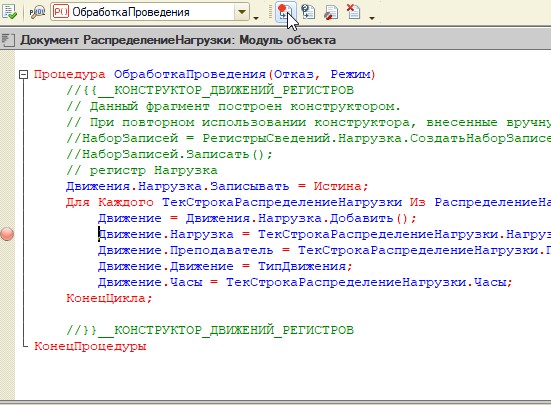 ОбработкаПроведения
Документ РаспределениеНагрузки: Модуль объекта
Процедура ОбработкаПроведения(Отказ, Режим)
//{{__КОНСТРУКТОР_ДВИЖЕНИЙ_РЕГИСТРОВ
// Данный фрагмент построен конструктором.
// При повторном использовании конструктора, внесенные вручну
//НаборЗаписей = РегистрыСведений.Нагрузка.СоздатьНаборЗаписе
//НаборЗаписей.Записать();
// регистр Нагрузка
Движения.Нагрузка.Записывать = Истина;
Для Каждого ТекСтрокаРаспределениеНагрузки Из РаспределениеНа
Движение = Движения.Нагрузка.Добавить();
Движение.Нагрузка = ТекСтрокаРаспределениеНагрузки.Нагруз
Движение.Преподаватель = ТекСтрокаРаспределениеНагрузки.П
Движение.Движение = ТипДвижения;
Движение.Часы = ТекСтрокаРаспределениеНагрузки.Часы;
КонецЦикла;
//}}__КОНСТРУКТОР_ДВИЖЕНИЙ_РЕГИСТРОВ
КонецПроцедуры